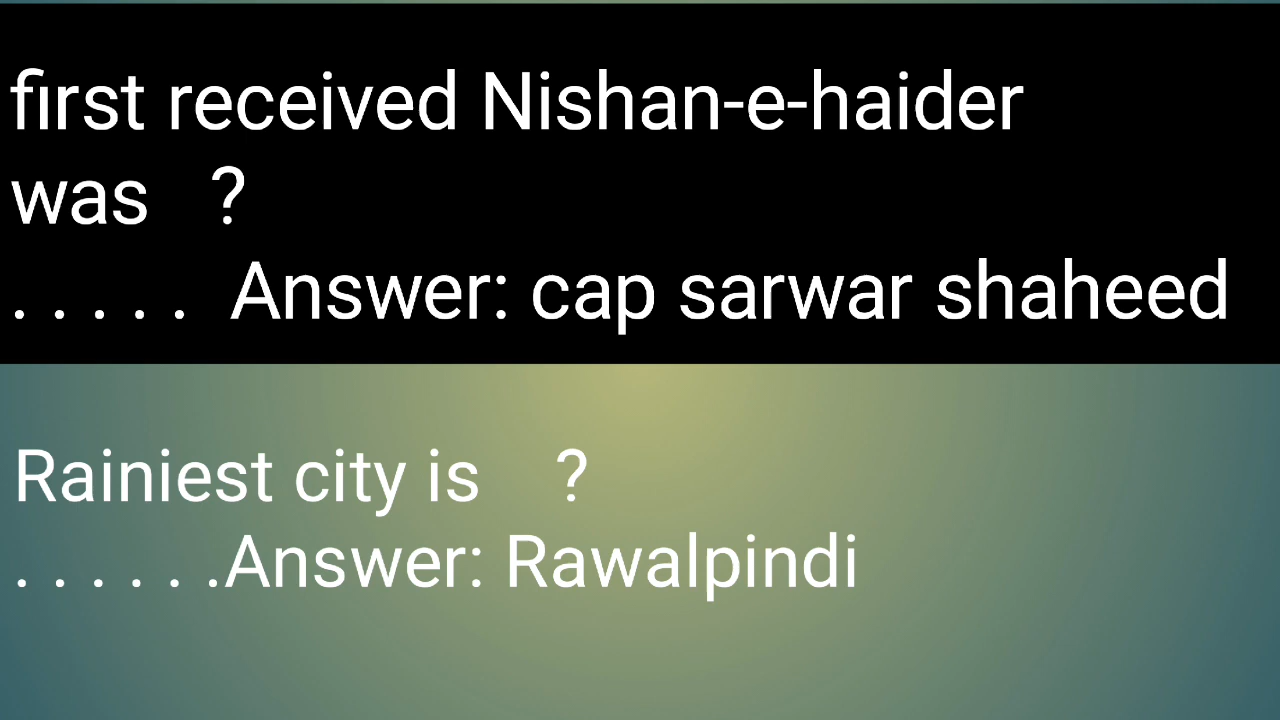 first received Nishan-e-haider
was ?
. . . . . Answer: cap sarwar shaheed
Rainiest city is ?
. . . . . .Answer: Rawalpindi